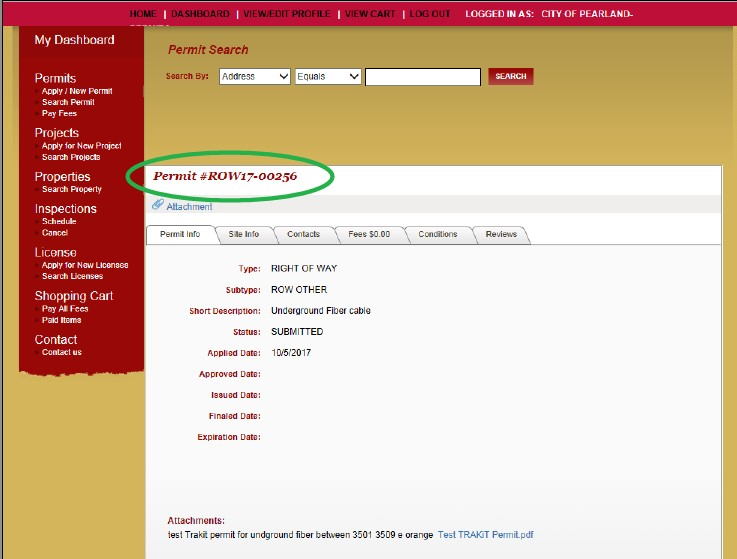 HOME | DASHBOARD | VIEW/EDIT PROFILE | VIEW CART | LOG OUT LOGGED IN AS: CITY OF PEARLAND-
My Dashboard
Permits
Apply / New Permit
Search Permit
Pay Fees
Projects
Apply for New Project
Search Projects
Properties
Search Property
Inspections
Schedule
Cancel
License
Apply for New Licenses
Search Licenses
Shopping Cart
Pay All Fees
Paid Items
Contact
Contact us
Permit Search
Search By: Address Equals SEARCH
Permit #ROW17-00256
Attachment
Permit Info Site Info Contacts Fees $0.00 Conditions Reviews
Type: RIGHT OF WAY
Subtype: ROW OTHER
Short Description: Underground Fiber cable
Status: SUBMITTED
Applied Date: 10/5/2017
Approved Date:
Issued Date:
Finaled Date:
Expiration Date:
Attachments:
test Trakit permit for undground fiber between 3501 3509 e orange Test TRAKiT Permit.pdf